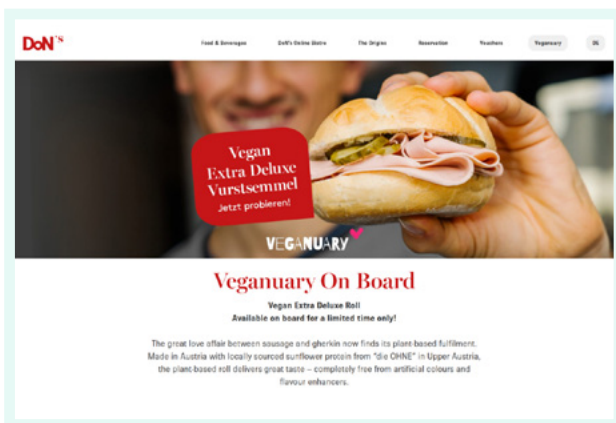 DoN's
Food & Beverages DoN's Online Bistro The Origins Reservation Vouchers Veganuary DE
Vegan
Extra Deluxe
Vurstsemmel
Jetzt probieren!
VEGANUARY
Veganuary On Board
Vegan Extra Deluxe Roll
Available on board for a limited time only!
The great love affair between sausage and gherkin now finds its plant-based fulfilment.
Made in Austria with locally sourced sunflower protein from "die OHNE" in Upper Austria,
the plant-based roll delivers great taste – completely free from artificial colours and
flavour enhancers.